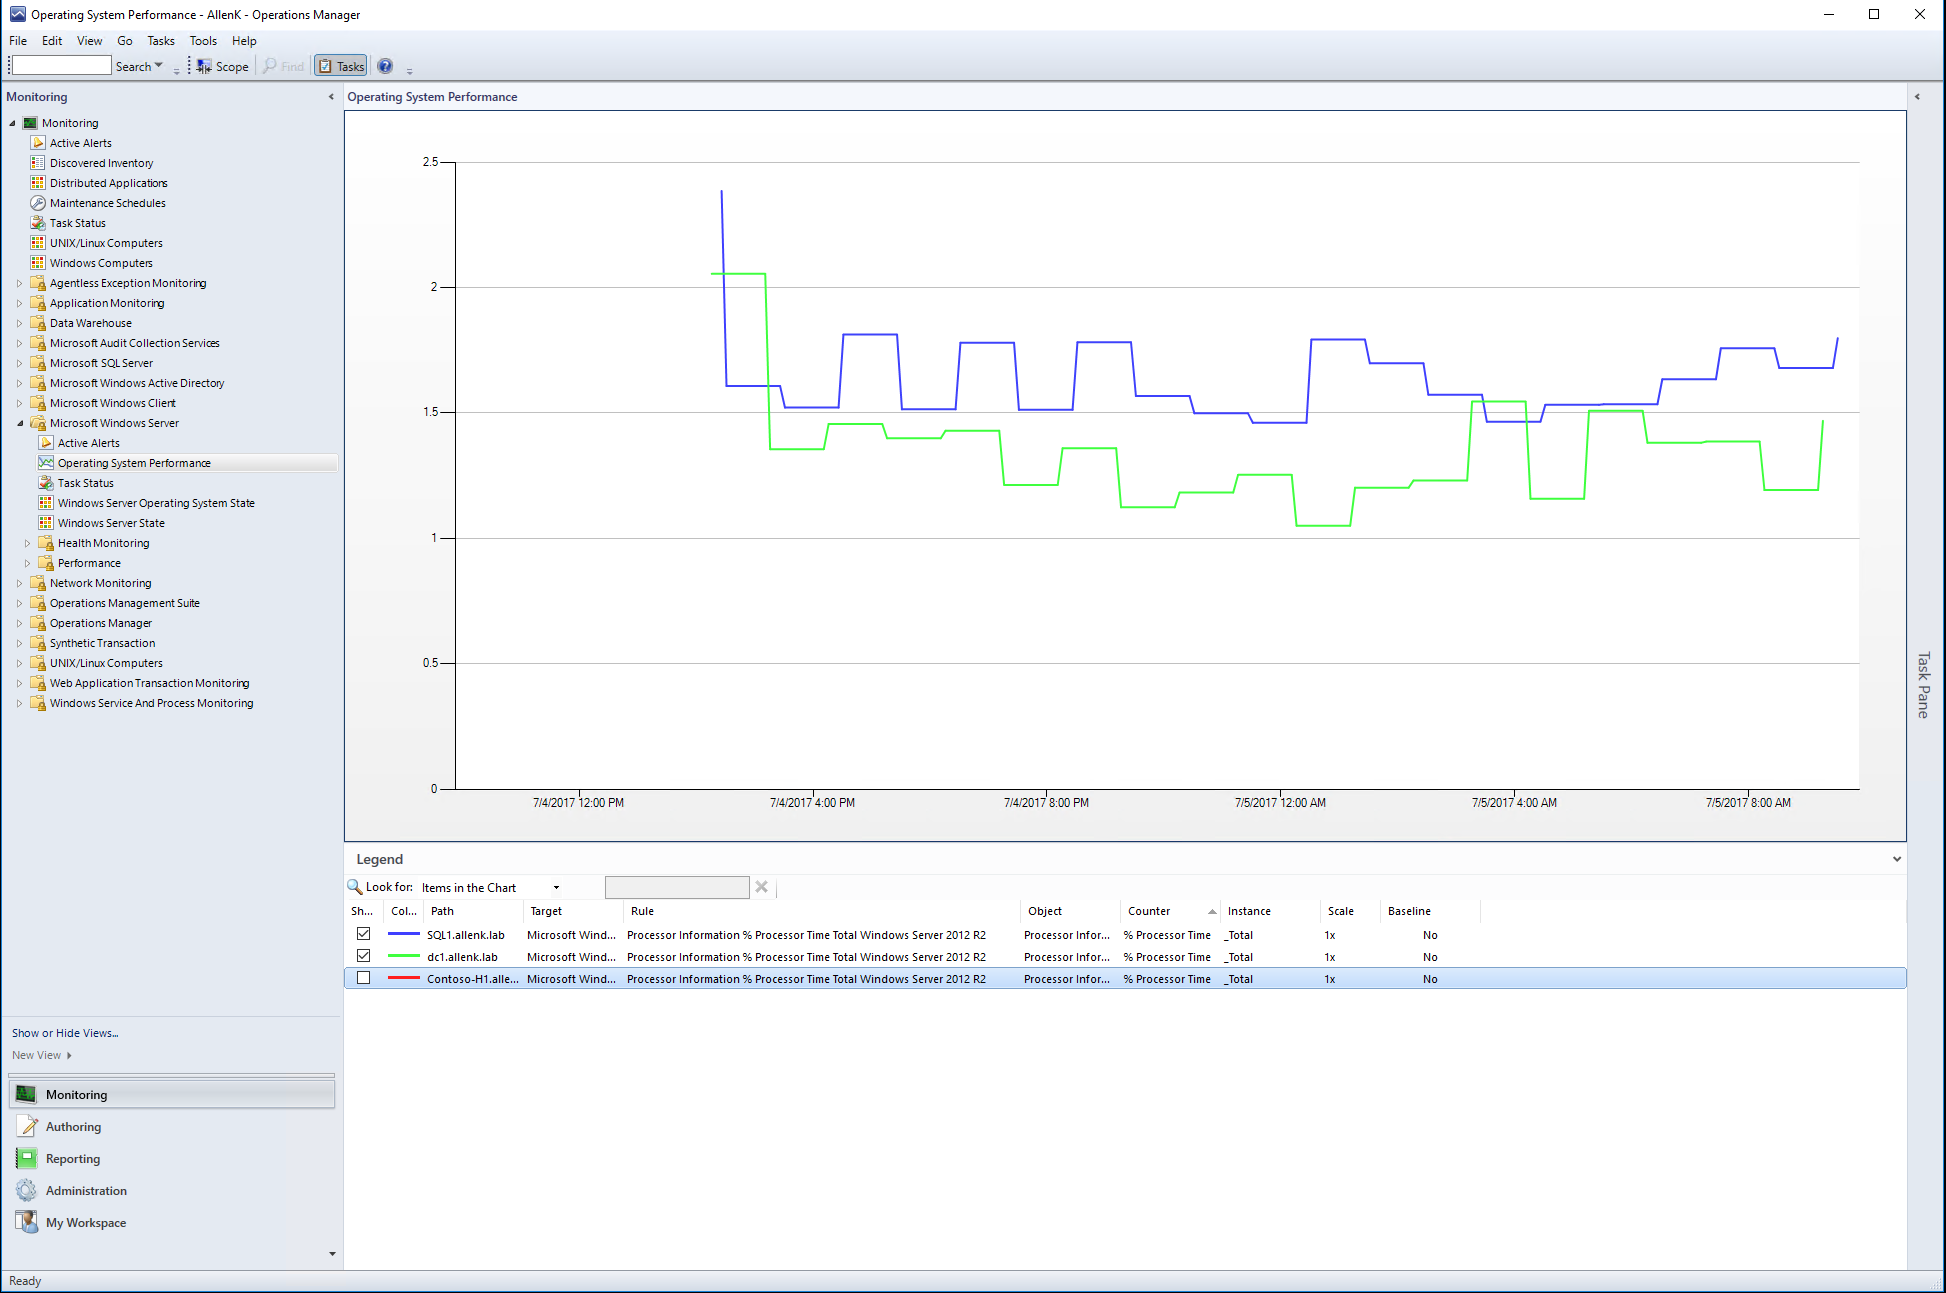 Operating System Performance - AllenK - Operations Manager
File Edit View Go Tasks Tools Help
Search Scope Find Tasks
Monitoring
Monitoring
Active Alerts
Discovered Inventory
Distributed Applications
Maintenance Schedules
Task Status
UNIX/Linux Computers
Windows Computers
Agentless Exception Monitoring
Application Monitoring
Data Warehouse
Microsoft Audit Collection Services
Microsoft SQL Server
Microsoft Windows Active Directory
Microsoft Windows Client
Microsoft Windows Server
Active Alerts
Operating System Performance
Task Status
Windows Server Operating System State
Windows Server State
Health Monitoring
Performance
Network Monitoring
Operations Management Suite
Operations Manager
Synthetic Transaction
UNIX/Linux Computers
Web Application Transaction Monitoring
Windows Service And Process Monitoring
Show or Hide Views...
New View
Monitoring
Authoring
Reporting
Administration
My Workspace
Operating System Performance
2.5
2
1.5
1
0.5
0
7/4/2017 12:00 PM 7/4/2017 4:00 PM 7/4/2017 8:00 PM 7/5/2017 12:00 AM 7/5/2017 4:00 AM 7/5/2017 8:00 AM
Legend
Look for: Items in the Chart
Sh... Col... Path Target Rule Object Counter Instance Scale Baseline
SQL1.allenk.lab Microsoft Wind... Processor Information % Processor Time Total Windows Server 2012 R2 Processor Infor... % Processor Time _Total 1x No
dc1.allenk.lab Microsoft Wind... Processor Information % Processor Time Total Windows Server 2012 R2 Processor Infor... % Processor Time _Total 1x No
Contoso-H1.alle... Microsoft Wind... Processor Information % Processor Time Total Windows Server 2012 R2 Processor Infor... % Processor Time _Total 1x No
Task Pane
Ready